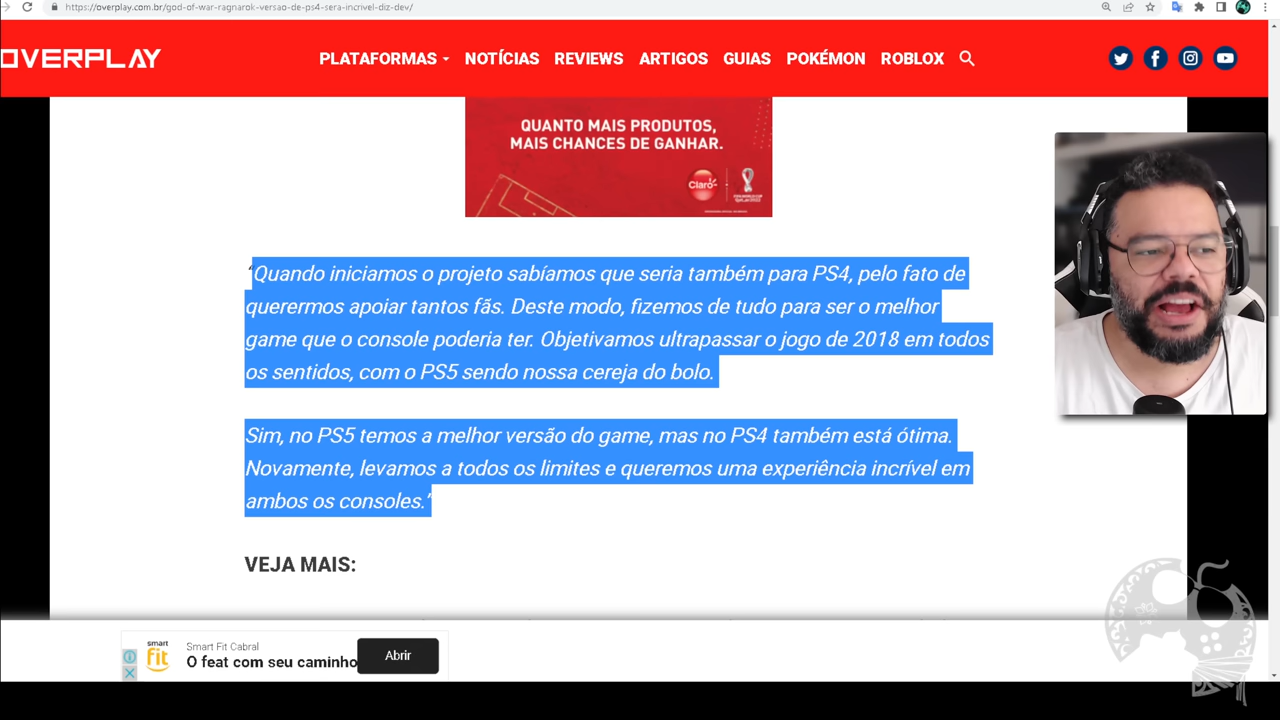 https://overplay.com.br/god-of-war-ragnarok-versao-de-ps4-sera-incrivel-diz-dev/
OVERPLAY
PLATAFORMAS NOTÍCIAS REVIEWS ARTIGOS GUIAS POKÉMON ROBLOX
QUANTO MAIS PRODUTOS,
MAIS CHANCES DE GANHAR.
Claro
“Quando iniciamos o projeto sabíamos que seria também para PS4, pelo fato de
querermos apoiar tantos fãs. Deste modo, fizemos de tudo para ser o melhor
game que o console poderia ter. Objetivamos ultrapassar o jogo de 2018 em todos
os sentidos, com o PS5 sendo nossa cereja do bolo.
Sim, no PS5 temos a melhor versão do game, mas no PS4 também está ótima.
Novamente, levamos a todos os limites e queremos uma experiência incrível em
ambos os consoles.”
VEJA MAIS:
smart
fit
Smart Fit Cabral
O feat com seu caminho
Abrir